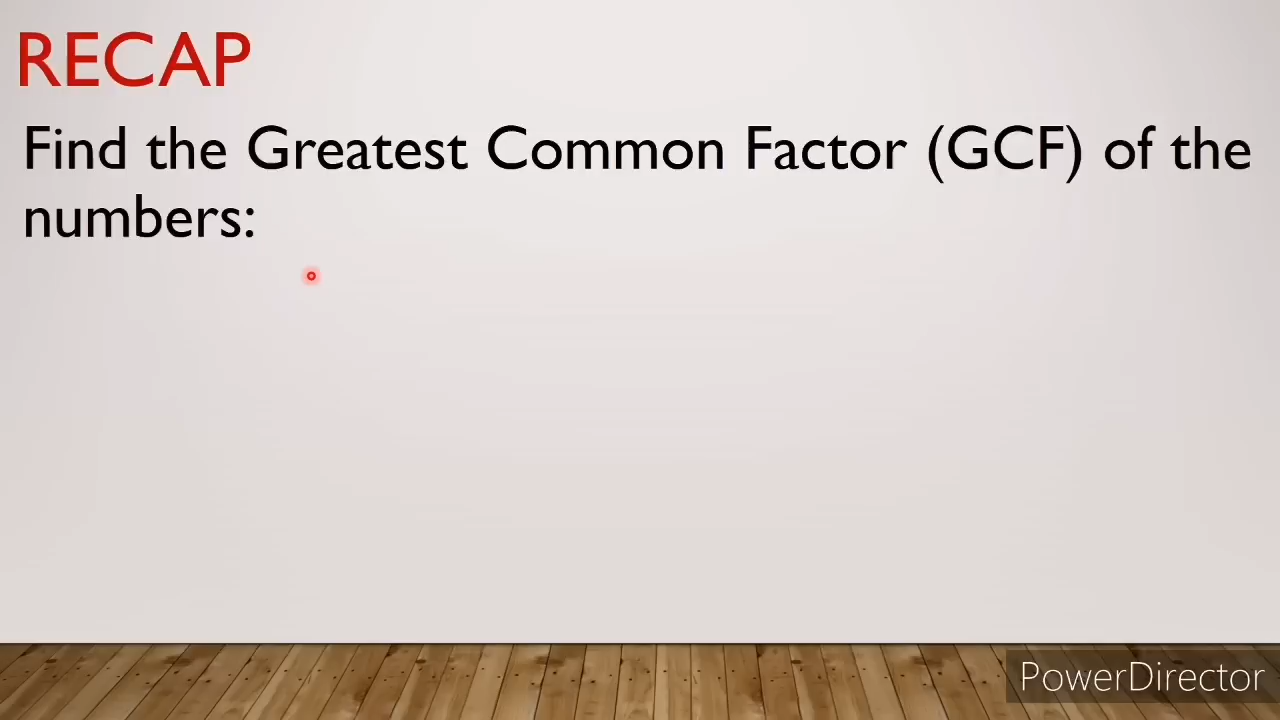 RECAP
Find the Greatest Common Factor (GCF) of the
numbers:
PowerDirector